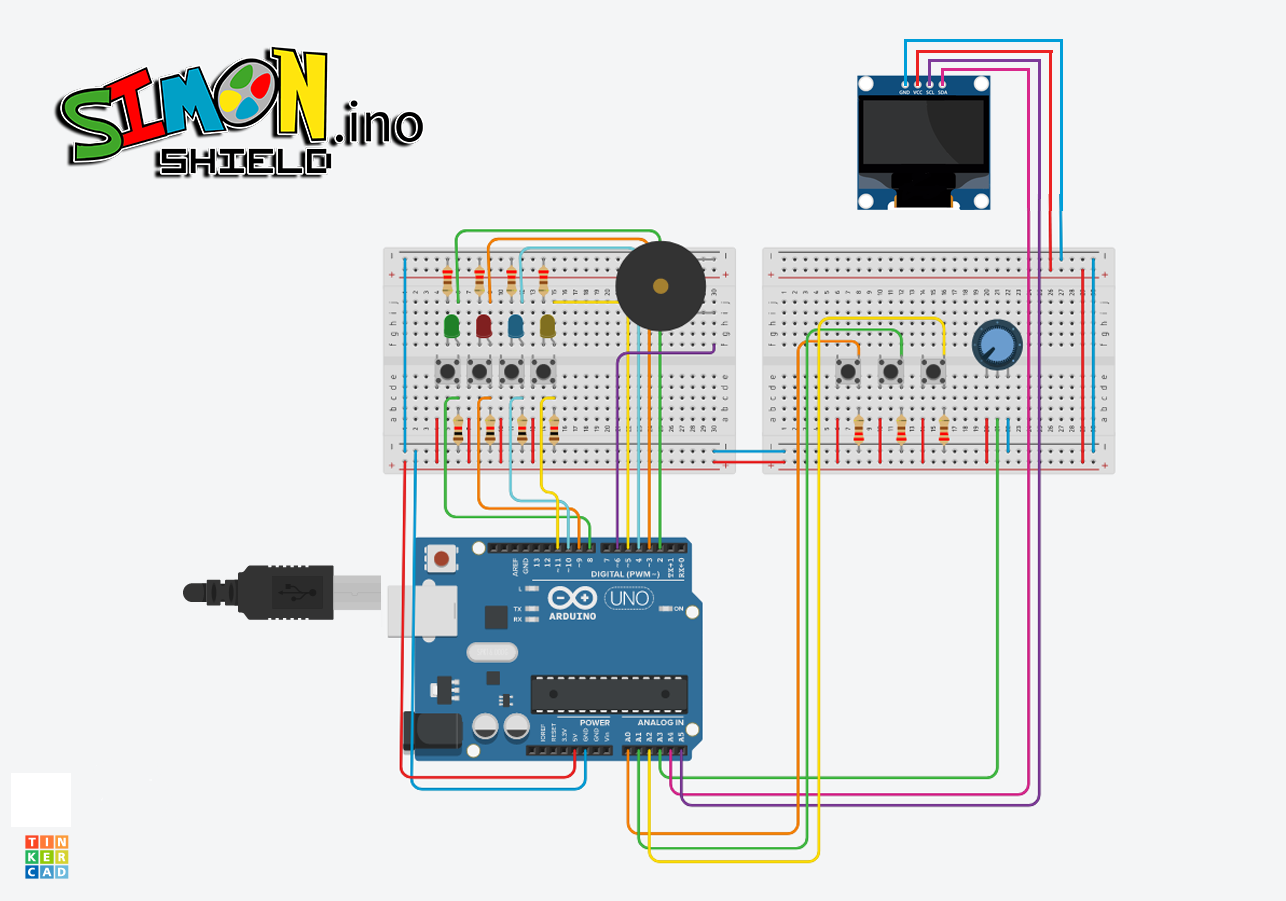 SIMON.ino
SHIELD
GND VCC SCL SDA
AREF GND 13 12 ~11 ~10 ~9 8 7 ~6 ~5 4 ~3 2 TX→1 RX←0
DIGITAL (PWM~)
L
TX
RX
ARDUINO
UNO
ON
POWER
ANALOG IN
IOREF RESET 3.3V 5V GND GND Vin A0 A1 A2 A3 A4 A5
TIN
KER
CAD